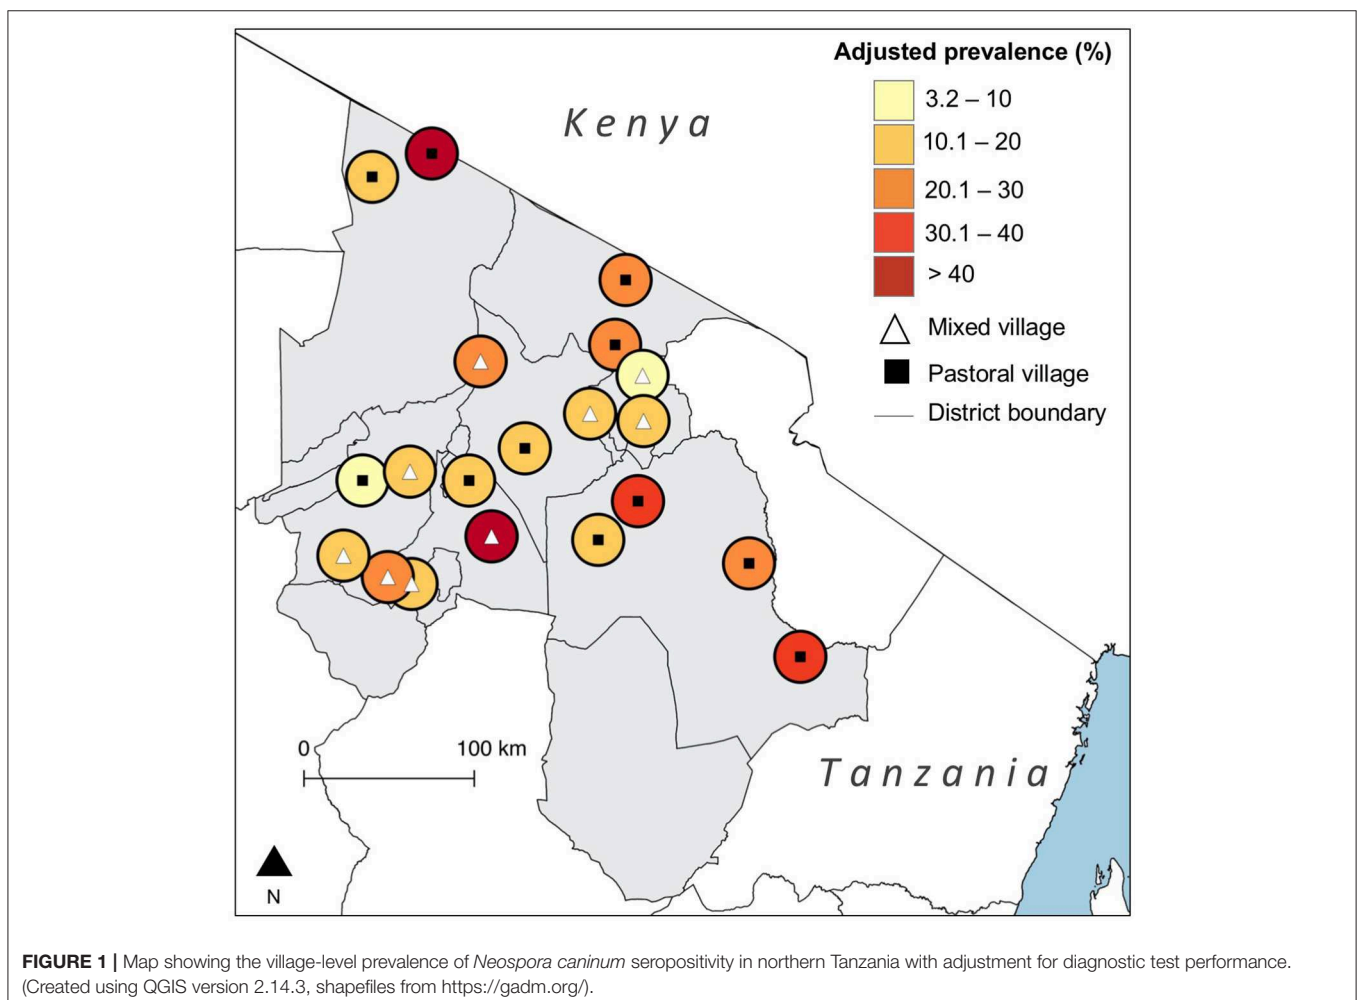 Adjusted prevalence (%)
3.2 – 10
10.1 – 20
20.1 – 30
30.1 – 40
> 40
Mixed village
Pastoral village
District boundary
Kenya
Tanzania
0 100 km
N
FIGURE 1 | Map showing the village-level prevalence of Neospora caninum seropositivity in northern Tanzania with adjustment for diagnostic test performance.
(Created using QGIS version 2.14.3, shapefiles from https://gadm.org/).